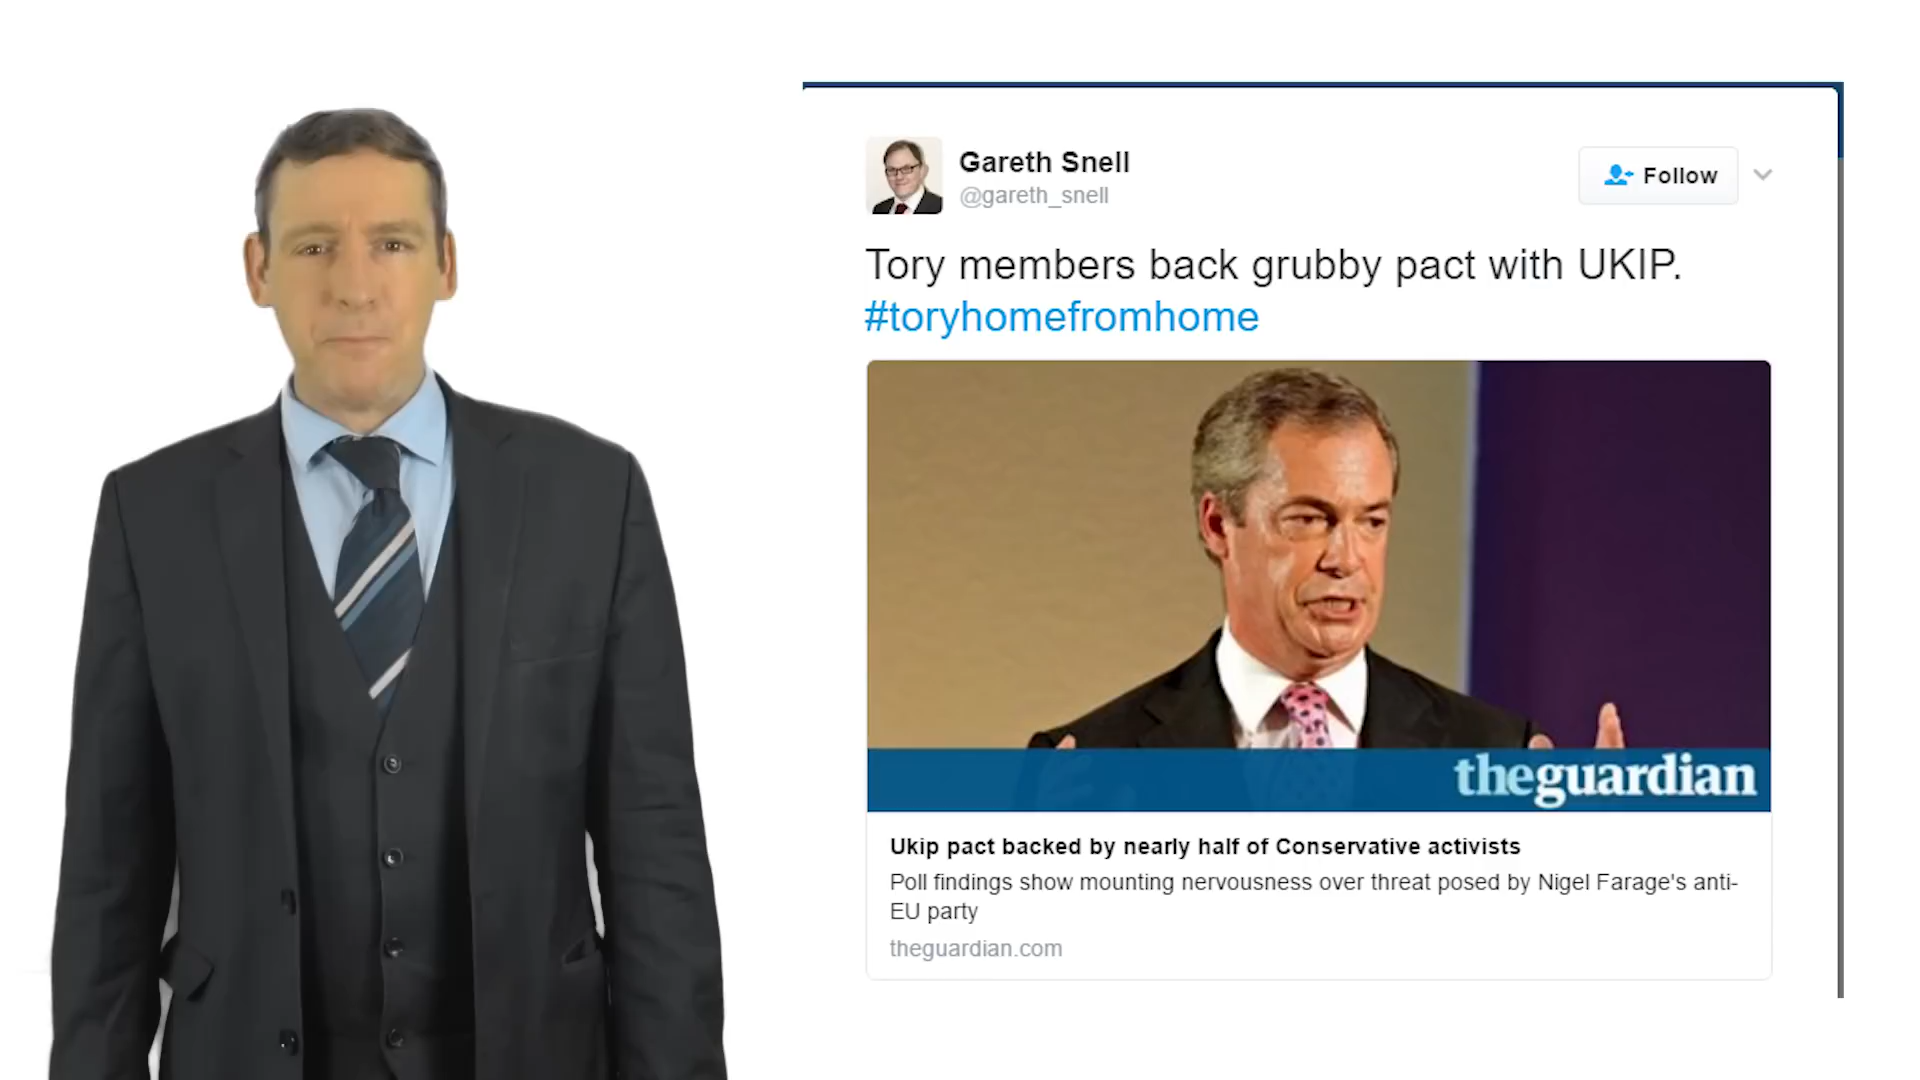 Gareth Snell
@gareth_snell
Follow
Tory members back grubby pact with UKIP.
#toryhomefromhome
theguardian
Ukip pact backed by nearly half of Conservative activists
Poll findings show mounting nervousness over threat posed by Nigel Farage's anti-
EU party
theguardian.com